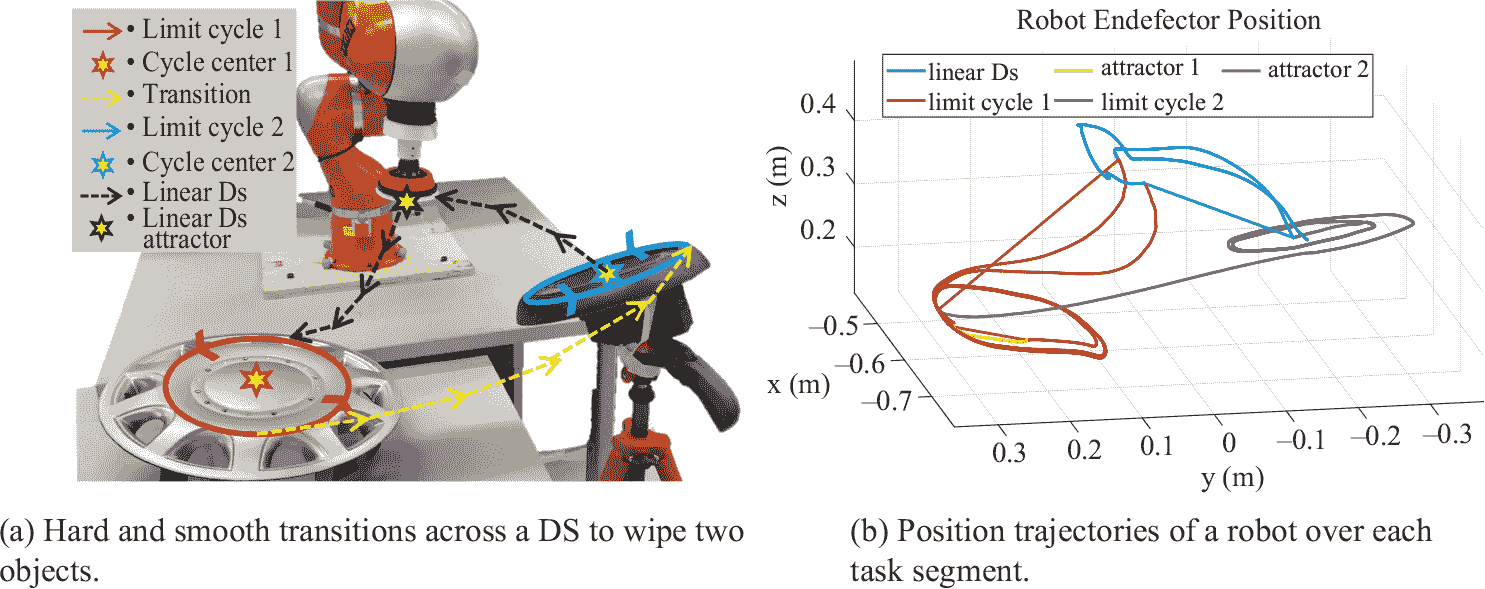 • Limit cycle 1
• Cycle center 1
• Transition
• Limit cycle 2
• Cycle center 2
• Linear Ds
• Linear Ds
attractor
(a) Hard and smooth transitions across a DS to wipe two
objects.
Robot Endefector Position
linear Ds
attractor 1
attractor 2
limit cycle 1
limit cycle 2
z (m)
0.4
0.3
0.2
x (m)
−0.5
−0.6
−0.7
0.3
0.2
0.1
0
−0.1
−0.2
−0.3
y (m)
(b) Position trajectories of a robot over each
task segment.